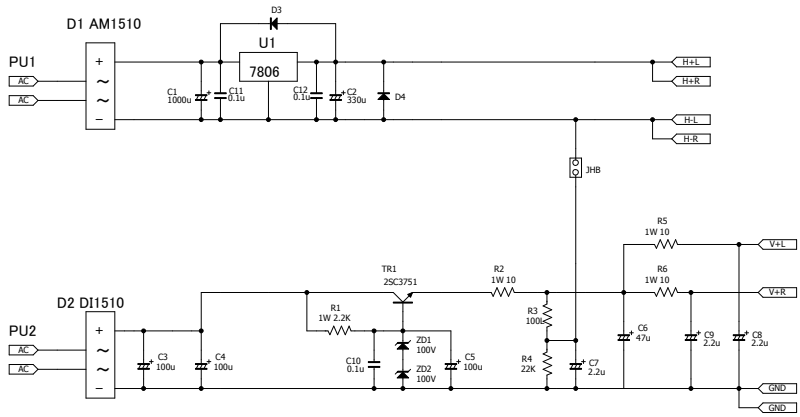 D3
D1 AM1510
U1
PU1
7806
+
~
~
-
AC
AC
C1
1000u
+
C11
0.1u
C12
0.1u
+
C2
330u
D4
H+L
H+R
H-L
H-R
JHB
R5
1W 10
V+L
TR1
2SC3751
R2
1W 10
R6
1W 10
V+R
D2 DI1510
R1
1W 2.2K
R3
100L
PU2
+
~
~
-
AC
AC
C3
100u
+
C4
100u
+
C10
0.1u
ZD1
100V
ZD2
100V
C5
100u
+
R4
22K
C7
2.2u
+
C6
47u
+
C9
2.2u
+
C8
2.2u
+
GND
GND